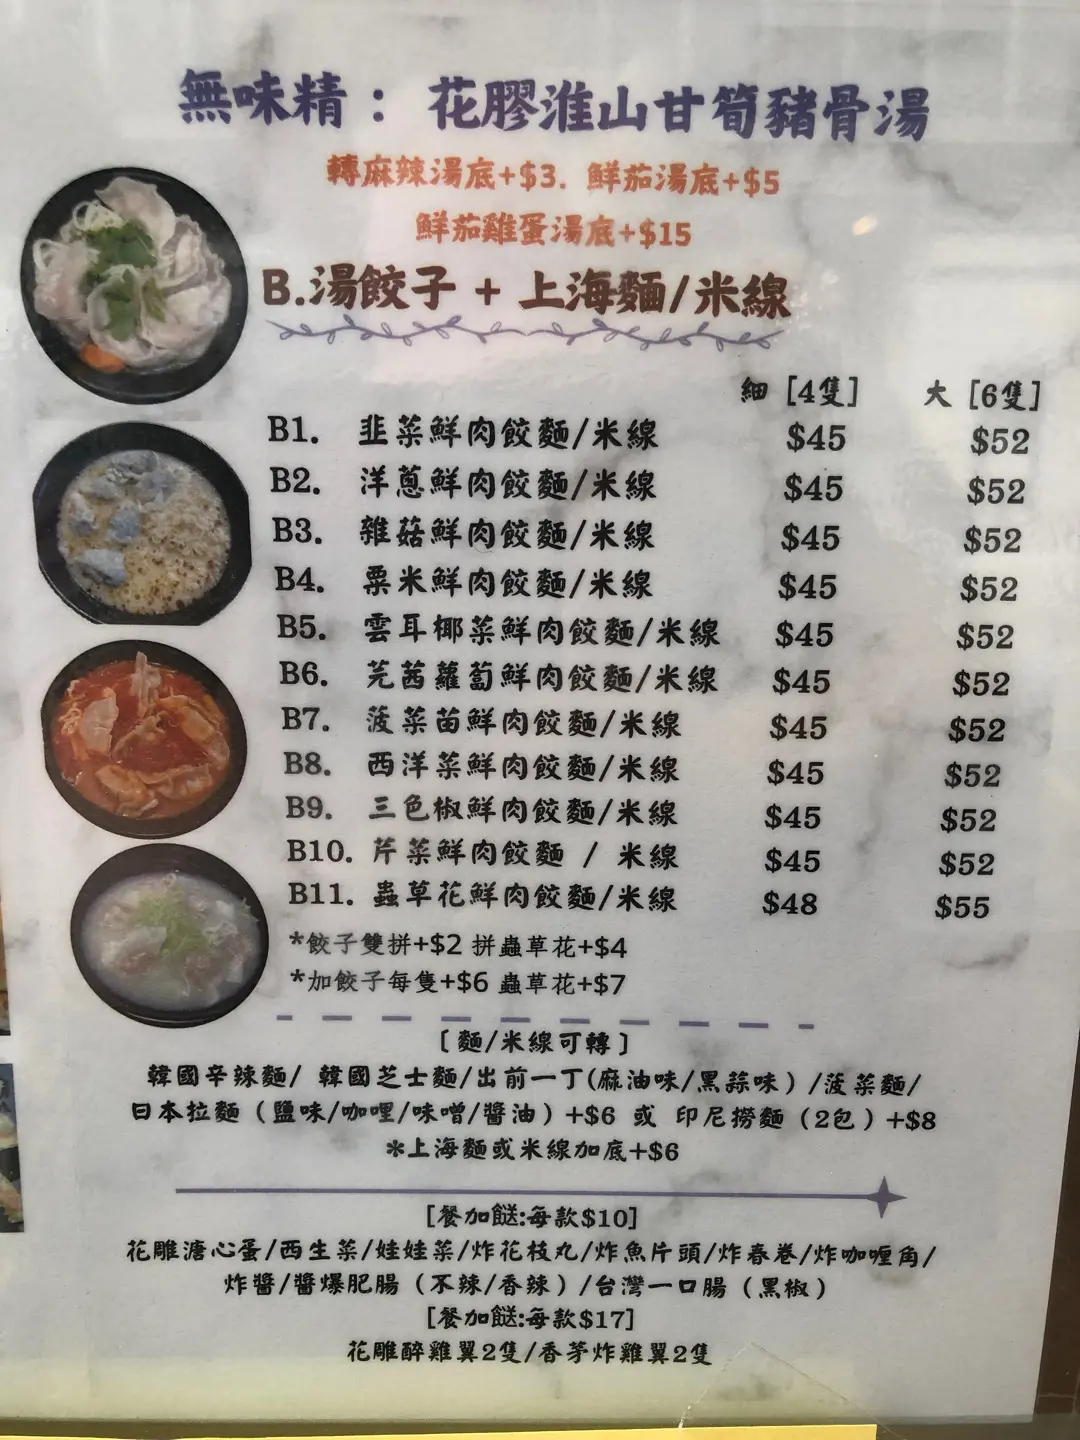 無味精：花膠淮山甘筍豬骨湯
轉麻辣湯底+$3. 鮮茄湯底+$5
鮮茄雞蛋湯底+$15
B.湯餃子 + 上海麵/米線
細 [4隻] 大 [6隻]
B1. 韭菜鮮肉餃麵/米線 $45 $52
B2. 洋蔥鮮肉餃麵/米線 $45 $52
B3. 雜菇鮮肉餃麵/米線 $45 $52
B4. 粟米鮮肉餃麵/米線 $45 $52
B5. 雲耳椰菜鮮肉餃麵/米線 $45 $52
B6. 芫茜蘿蔔鮮肉餃麵/米線 $45 $52
B7. 菠菜苗鮮肉餃麵/米線 $45 $52
B8. 西洋菜鮮肉餃麵/米線 $45 $52
B9. 三色椒鮮肉餃麵/米線 $45 $52
B10. 芹菜鮮肉餃麵 / 米線 $45 $52
B11. 蟲草花鮮肉餃麵/米線 $48 $55
*餃子雙拼+$2 拼蟲草花+$4
*加餃子每隻+$6 蟲草花+$7
[ 麵/米線可轉 ]
韓國辛辣麵/ 韓國芝士麵/出前一丁(麻油味/黑蒜味）/菠菜麵/
日本拉麵（鹽味/咖哩/味噌/醬油）+$6 或 印尼撈麵（2包）+$8
*上海麵或米線加底+$6
[餐加餸:每款$10]
花雕溏心蛋/西生菜/娃娃菜/炸花枝丸/炸魚片頭/炸春卷/炸咖喱角/
炸醬/醬爆肥腸（不辣/香辣）/台灣一口腸（黑椒）
[餐加餸:每款$17]
花雕醉雞翼2隻/香茅炸雞翼2隻